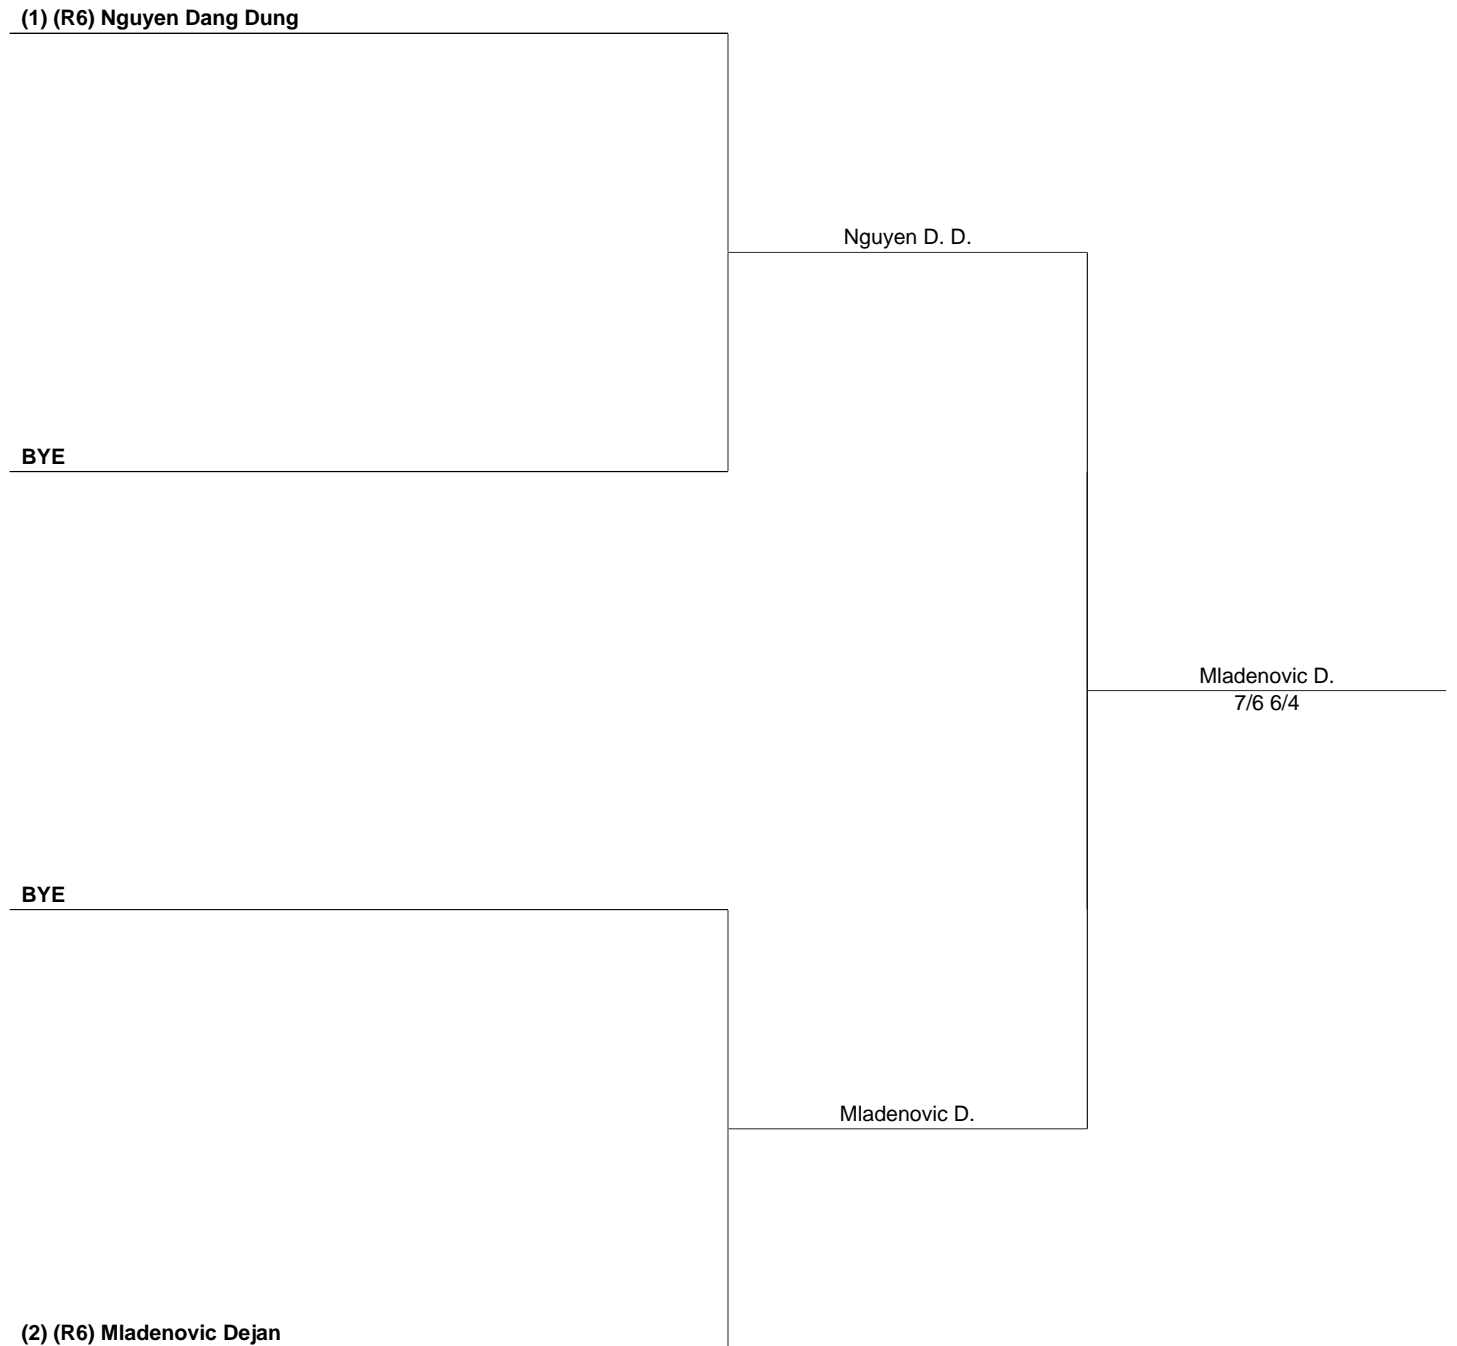 (1) (R6) Nguyen Dang Dung
Nguyen D. D.
BYE
Mladenovic D.
7/6 6/4
BYE
Mladenovic D.
(2) (R6) Mladenovic Dejan